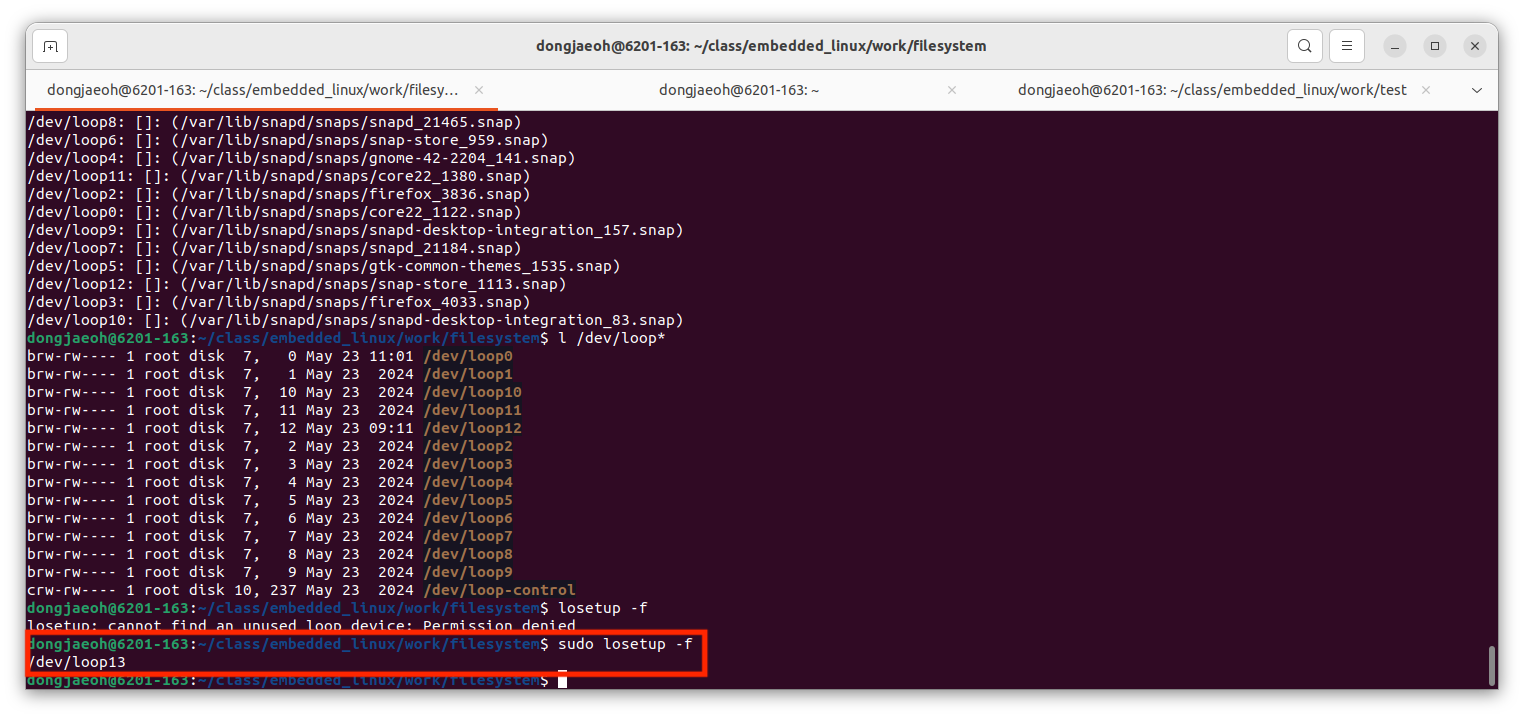 dongjaeoh@6201-163: ~/class/embedded_linux/work/filesystem
dongjaeoh@6201-163: ~/class/embedded_linux/work/filesy...
dongjaeoh@6201-163: ~
dongjaeoh@6201-163: ~/class/embedded_linux/work/test
/dev/loop8: []: (/var/lib/snapd/snaps/snapd_21465.snap)
/dev/loop6: []: (/var/lib/snapd/snaps/snap-store_959.snap)
/dev/loop4: []: (/var/lib/snapd/snaps/gnome-42-2204_141.snap)
/dev/loop11: []: (/var/lib/snapd/snaps/core22_1380.snap)
/dev/loop2: []: (/var/lib/snapd/snaps/firefox_3836.snap)
/dev/loop0: []: (/var/lib/snapd/snaps/core22_1122.snap)
/dev/loop9: []: (/var/lib/snapd/snaps/snapd-desktop-integration_157.snap)
/dev/loop7: []: (/var/lib/snapd/snaps/snapd_21184.snap)
/dev/loop5: []: (/var/lib/snapd/snaps/gtk-common-themes_1535.snap)
/dev/loop12: []: (/var/lib/snapd/snaps/snap-store_1113.snap)
/dev/loop3: []: (/var/lib/snapd/snaps/firefox_4033.snap)
/dev/loop10: []: (/var/lib/snapd/snaps/snapd-desktop-integration_83.snap)
dongjaeoh@6201-163:~/class/embedded_linux/work/filesystem$ l /dev/loop*
brw-rw---- 1 root disk  7,   0 May 23 11:01 /dev/loop0
brw-rw---- 1 root disk  7,   1 May 23  2024 /dev/loop1
brw-rw---- 1 root disk  7,  10 May 23  2024 /dev/loop10
brw-rw---- 1 root disk  7,  11 May 23  2024 /dev/loop11
brw-rw---- 1 root disk  7,  12 May 23 09:11 /dev/loop12
brw-rw---- 1 root disk  7,   2 May 23  2024 /dev/loop2
brw-rw---- 1 root disk  7,   3 May 23  2024 /dev/loop3
brw-rw---- 1 root disk  7,   4 May 23  2024 /dev/loop4
brw-rw---- 1 root disk  7,   5 May 23  2024 /dev/loop5
brw-rw---- 1 root disk  7,   6 May 23  2024 /dev/loop6
brw-rw---- 1 root disk  7,   7 May 23  2024 /dev/loop7
brw-rw---- 1 root disk  7,   8 May 23  2024 /dev/loop8
brw-rw---- 1 root disk  7,   9 May 23  2024 /dev/loop9
crw-rw---- 1 root disk 10, 237 May 23  2024 /dev/loop-control
dongjaeoh@6201-163:~/class/embedded_linux/work/filesystem$ losetup -f
losetup: cannot find an unused loop device: Permission denied
dongjaeoh@6201-163:~/class/embedded_linux/work/filesystem$ sudo losetup -f
/dev/loop13
dongjaeoh@6201-163:~/class/embedded_linux/work/filesystem$